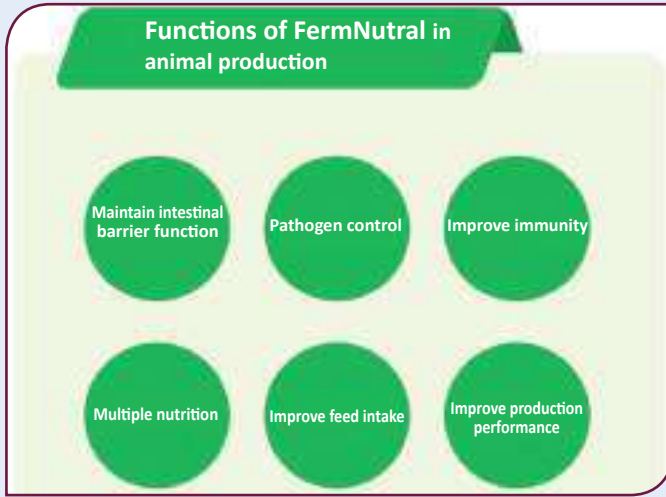 Functions of FermNutral in
animal production
Maintain intestinal
barrier function
Pathogen control
Improve immunity
Multiple nutrition
Improve feed intake
Improve production
performance